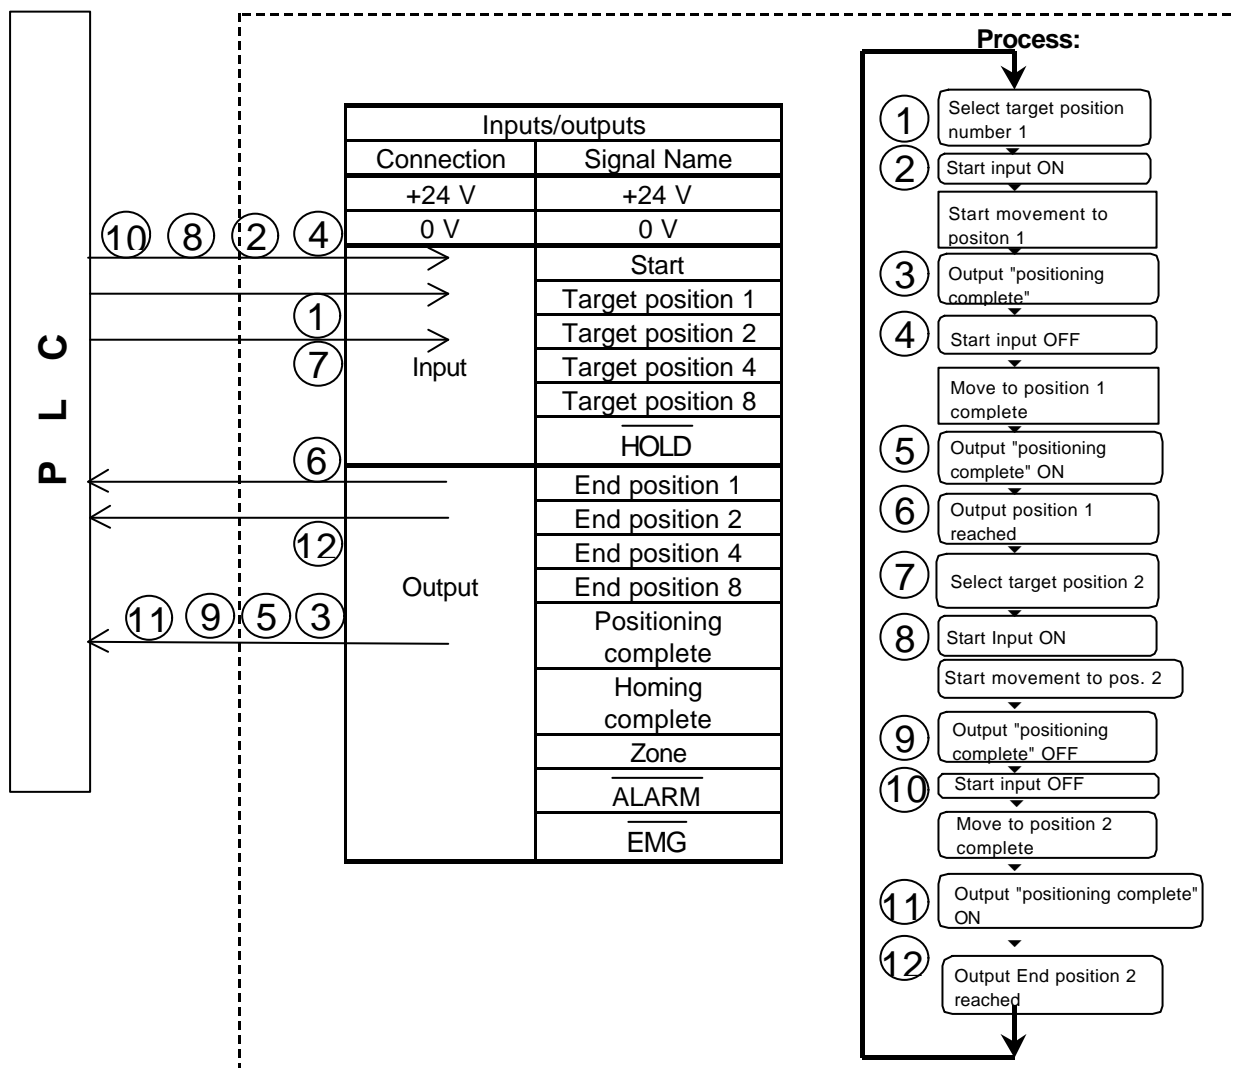 Process:
P L C
10 8 2 4
1
7
6
12
11 9 5 3
Inputs/outputs
Connection Signal Name
+24 V +24 V
0 V 0 V
Input
Start
Target position 1
Target position 2
Target position 4
Target position 8
HOLD
Output
End position 1
End position 2
End position 4
End position 8
Positioning
complete
Homing
complete
Zone
ALARM
EMG
1 Select target position
number 1
2 Start input ON
Start movement to
positon 1
3 Output "positioning
complete"
4 Start input OFF
Move to position 1
complete
5 Output "positioning
complete" ON
6 Output position 1
reached
7 Select target position 2
8 Start Input ON
Start movement to pos. 2
9 Output "positioning
complete" OFF
10 Start input OFF
Move to position 2
complete
11 Output "positioning complete"
ON
12 Output End position 2
reached